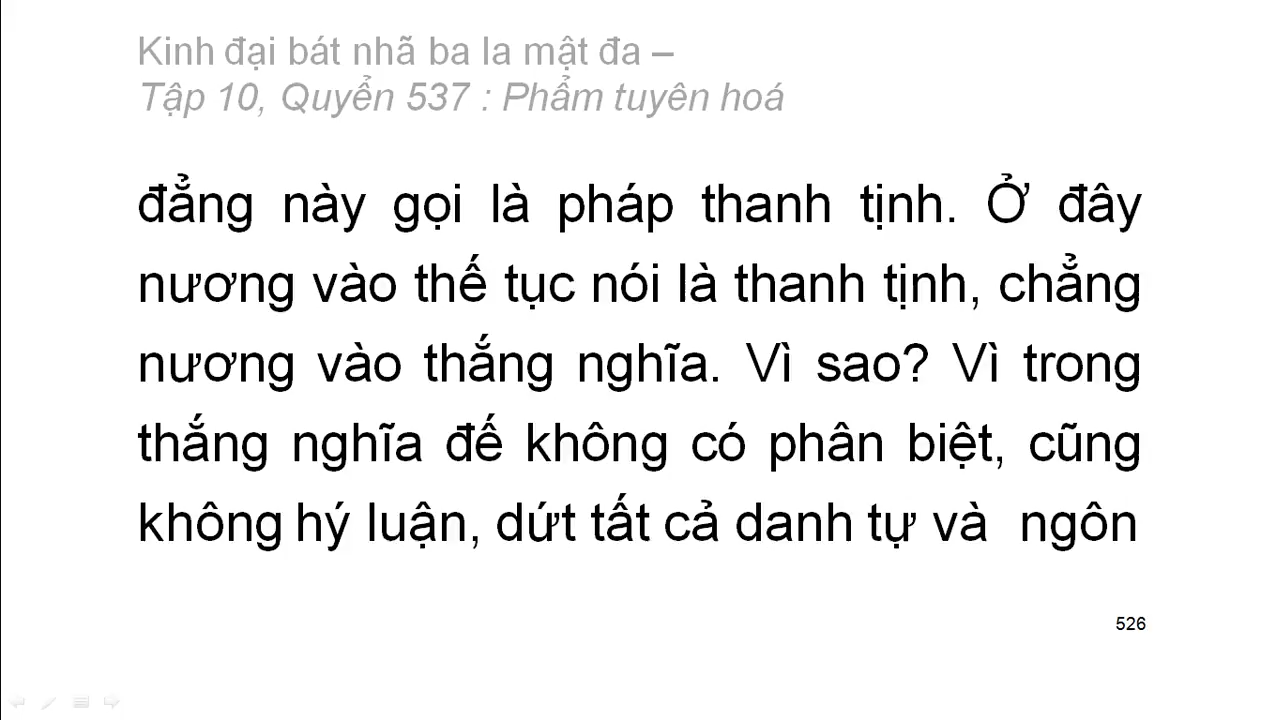 Kinh đại bát nhã ba la mật đa –
Tập 10, Quyển 537 : Phẩm tuyên hoá
đẳng này gọi là pháp thanh tịnh. Ở đây
nương vào thế tục nói là thanh tịnh, chẳng
nương vào thắng nghĩa. Vì sao? Vì trong
thắng nghĩa đế không có phân biệt, cũng
không hý luận, dứt tất cả danh tự và ngôn
526